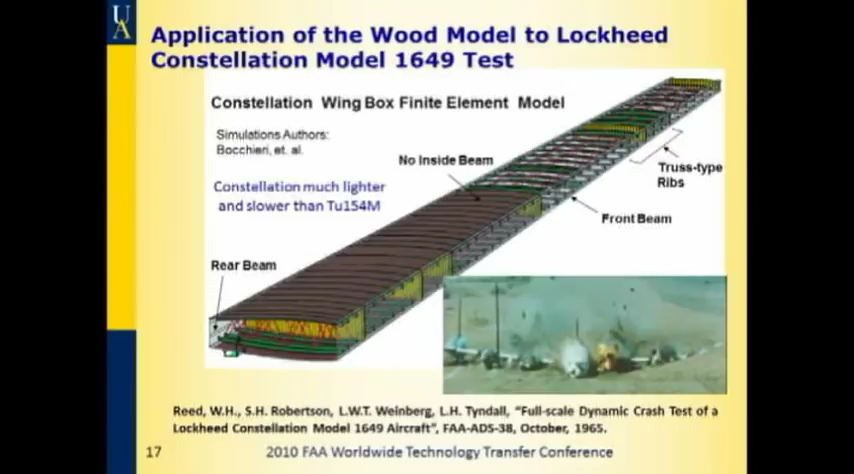 UA
Application of the Wood Model to Lockheed
Constellation Model 1649 Test
Constellation Wing Box Finite Element Model
Simulations Authors:
Bocchieri, et. al.
No Inside Beam
Constellation much lighter
and slower than Tu154M
Truss-type
Ribs
Front Beam
Rear Beam
Reed, W.H., S.H. Robertson, L.W.T. Weinberg, L.H. Tyndall, "Full-scale Dynamic Crash Test of a
Lockheed Constellation Model 1649 Aircraft", FAA-ADS-38, October, 1965.
17
2010 FAA Worldwide Technology Transfer Conference